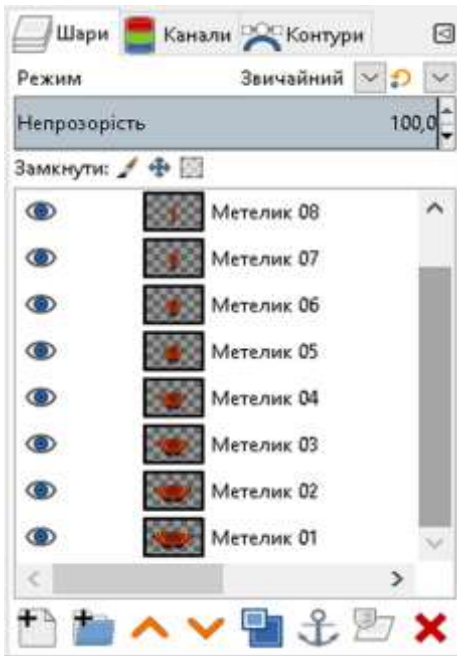 Шари Канали Контури
Режим Звичайний
Непрозорість 100,0
Замкнути:
Метелик 08
Метелик 07
Метелик 06
Метелик 05
Метелик 04
Метелик 03
Метелик 02
Метелик 01